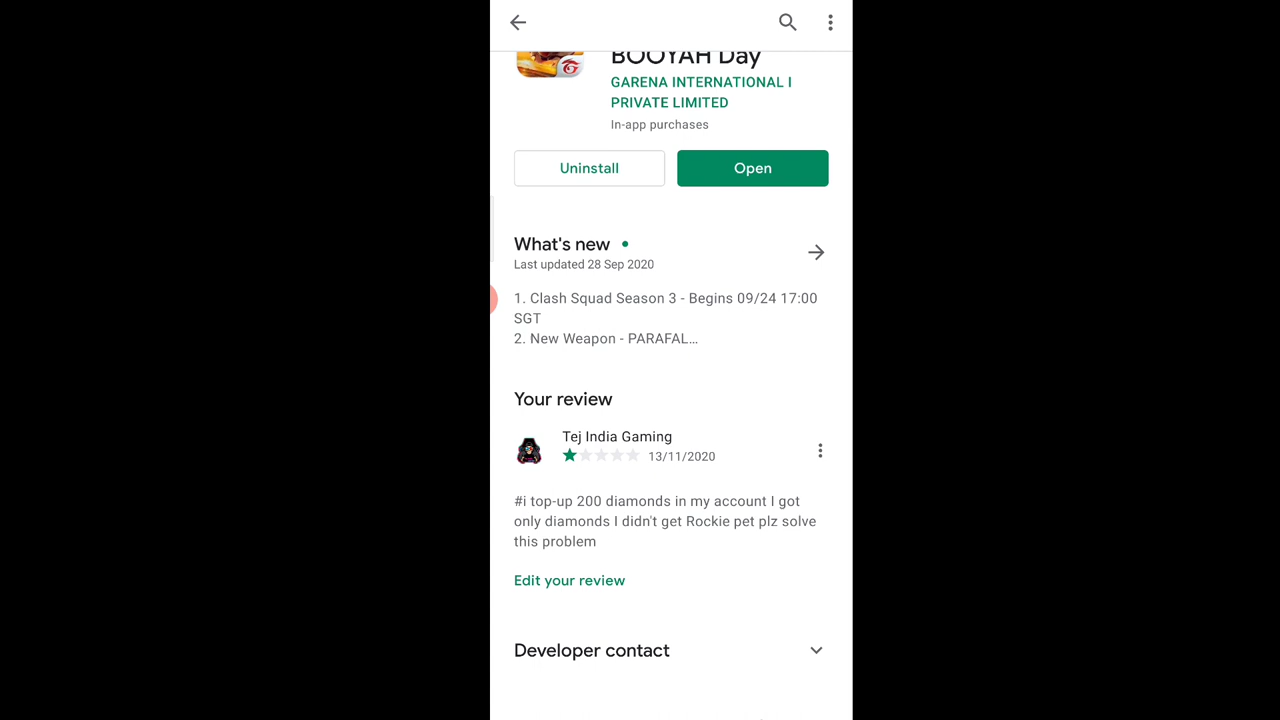 BOOYAH Day
GARENA INTERNATIONAL I
PRIVATE LIMITED
In-app purchases
Uninstall
Open
What's new
Last updated 28 Sep 2020
1. Clash Squad Season 3 - Begins 09/24 17:00
SGT
2. New Weapon - PARAFAL...
Your review
Tej India Gaming
13/11/2020
#i top-up 200 diamonds in my account I got
only diamonds I didn't get Rockie pet plz solve
this problem
Edit your review
Developer contact